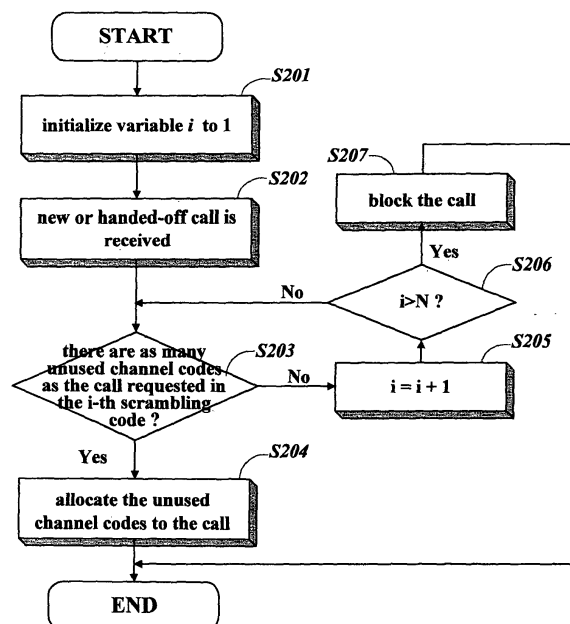 START
S201
initialize variable i to 1
S202
new or handed-off call is
received
S207
block the call
Yes
S206
i>N ?
No
S203
there are as many
unused channel codes
as the call requested in
the i-th scrambling
code ?
No
S205
i = i + 1
Yes
S204
allocate the unused
channel codes to the call
END